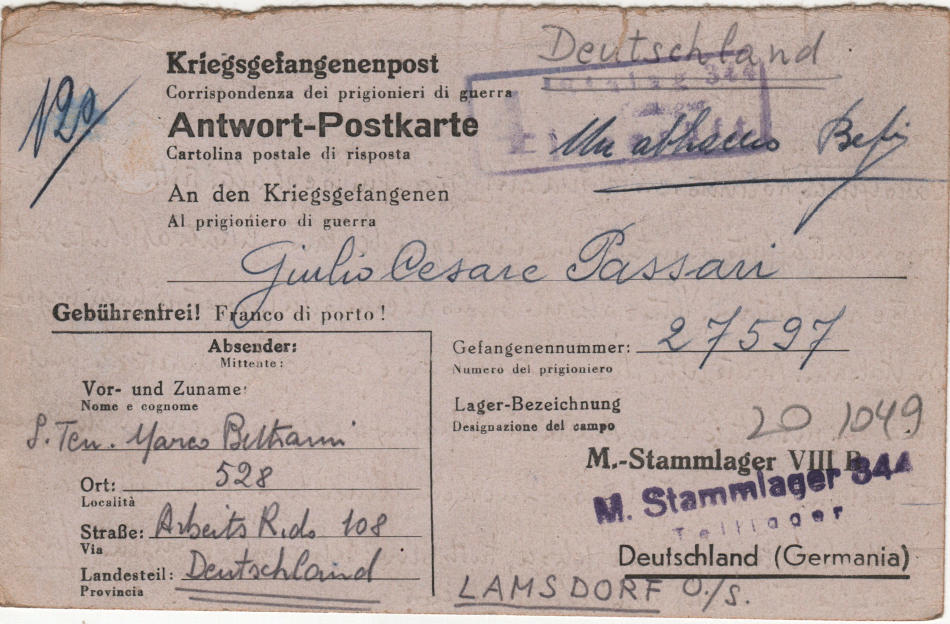 Deutschland
Kriegsgefangenenpost
Corrispondenza dei prigionieri di guerra
Antwort-Postkarte
Cartolina postale di risposta
Un abbraccio
An den Kriegsgefangenen
Al prigioniero di guerra
Giulio Cesare Passari
Gebührenfrei! Franco di porto!
Absender:
Mittente:
Vor- und Zuname:
Nome e cognome
S. Ten. Marco Beltrami
528
Ort:
Località
Straße: Arbeits Kdo 108
Via
Landesteil: Deutschland
Provincia
Gefangenennummer: 27597
Numero del prigioniero
Lager-Bezeichnung
Designazione del campo
20 1049
M.-Stammlager VIII B
M. Stammlager 344
Teillager
Deutschland (Germania)
LAMSDORF O./S.